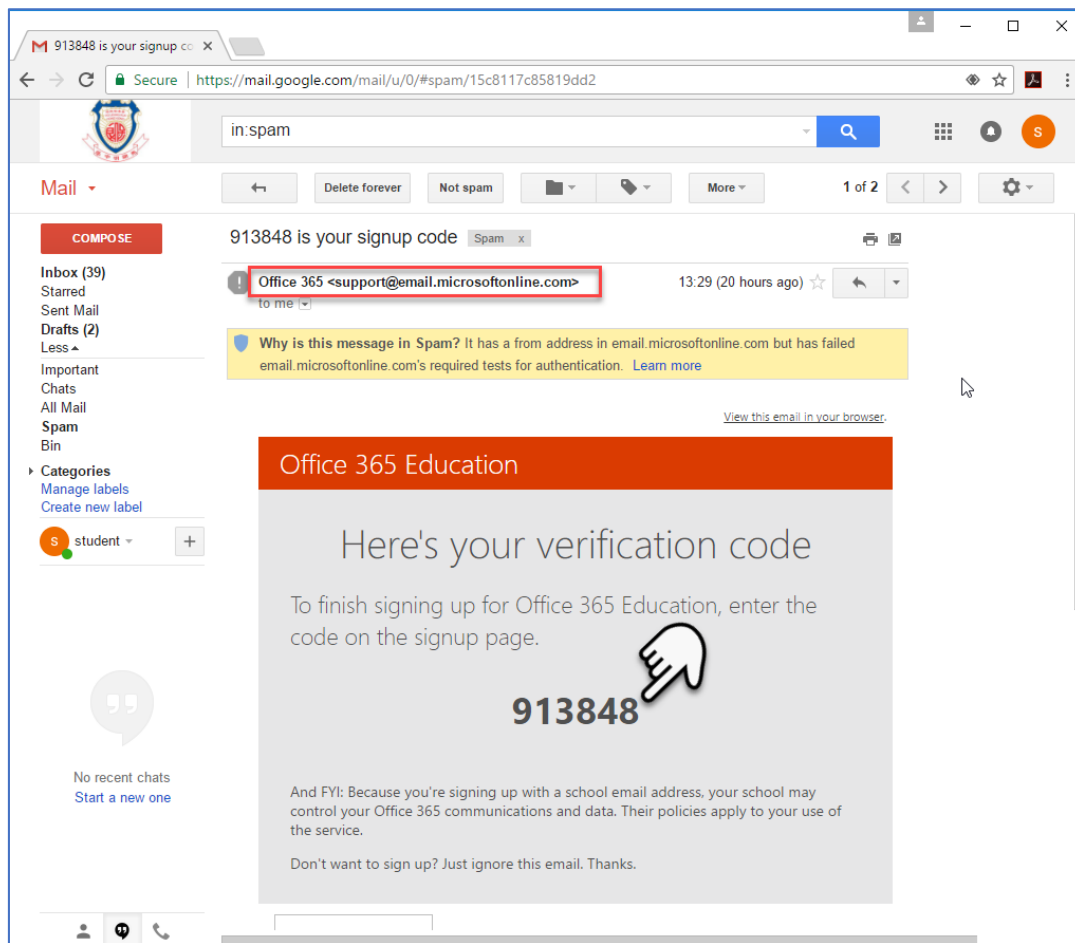 913848 is your signup co
Secure https://mail.google.com/mail/u/0/#spam/15c8117c85819dd2
in:spam
S
Mail
Delete forever Not spam More 1 of 2
COMPOSE
913848 is your signup code Spam x
Inbox (39)
Starred
Sent Mail
Drafts (2)
Less
Important
Chats
All Mail
Spam
Bin
Categories
Manage labels
Create new label
S student +
No recent chats
Start a new one
Office 365 <support@email.microsoftonline.com> 13:29 (20 hours ago)
to me
Why is this message in Spam? It has a from address in email.microsoftonline.com but has failed
email.microsoftonline.com's required tests for authentication. Learn more
View this email in your browser.
Office 365 Education
Here's your verification code
To finish signing up for Office 365 Education, enter the
code on the signup page.
913848
And FYI: Because you're signing up with a school email address, your school may
control your Office 365 communications and data. Their policies apply to your use of
the service.
Don't want to sign up? Just ignore this email. Thanks.